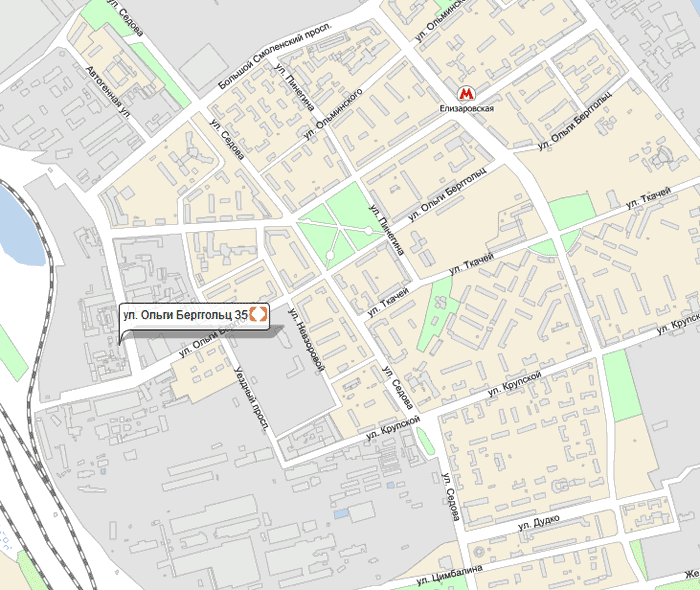 ул. Седова
ул. Ольминского
Большой Смоленский просп.
Автогенная ул.
ул. Пинегина
Елизаровская
ул. Ольминского
ул. Ольги Берггольц
ул. Седова
ул. Ольги Берггольц
ул. Ткачей
ул. Пинегина
ул. Ткачей
ул. Ткачей
ул. Ольги Берггольц 35
ул. Крупской
ул. Невзоровой
ул. Ольги Берггольц
Уездный просп.
ул. Седова
ул. Крупской
ул. Крупской
ул. Седова
ул. Дудко
ул. Цимбалина
Же